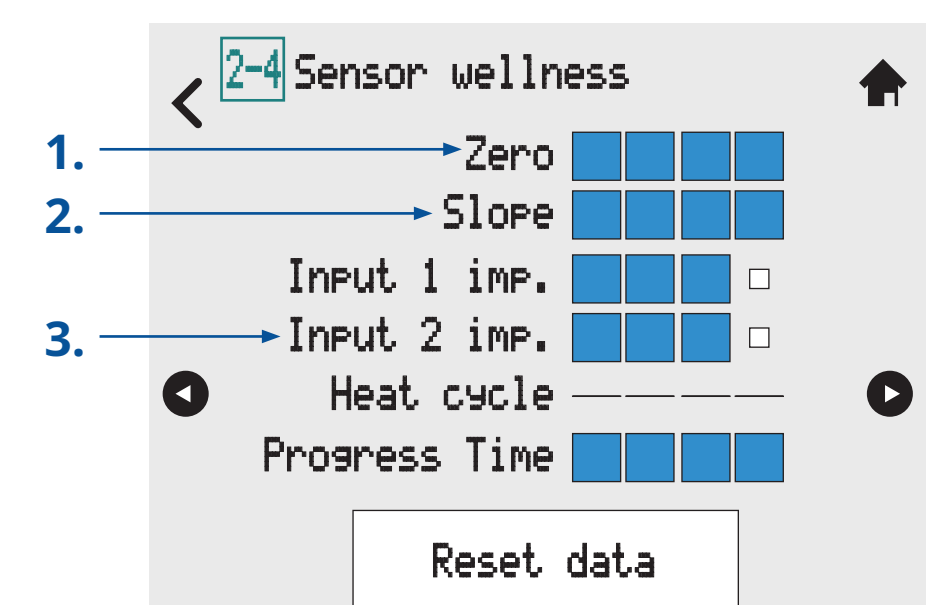 2-4 Sensor wellness
1. Zero
2. Slope
Input 1 imp.
3. Input 2 imp.
Heat cycle
Progress Time
Reset data